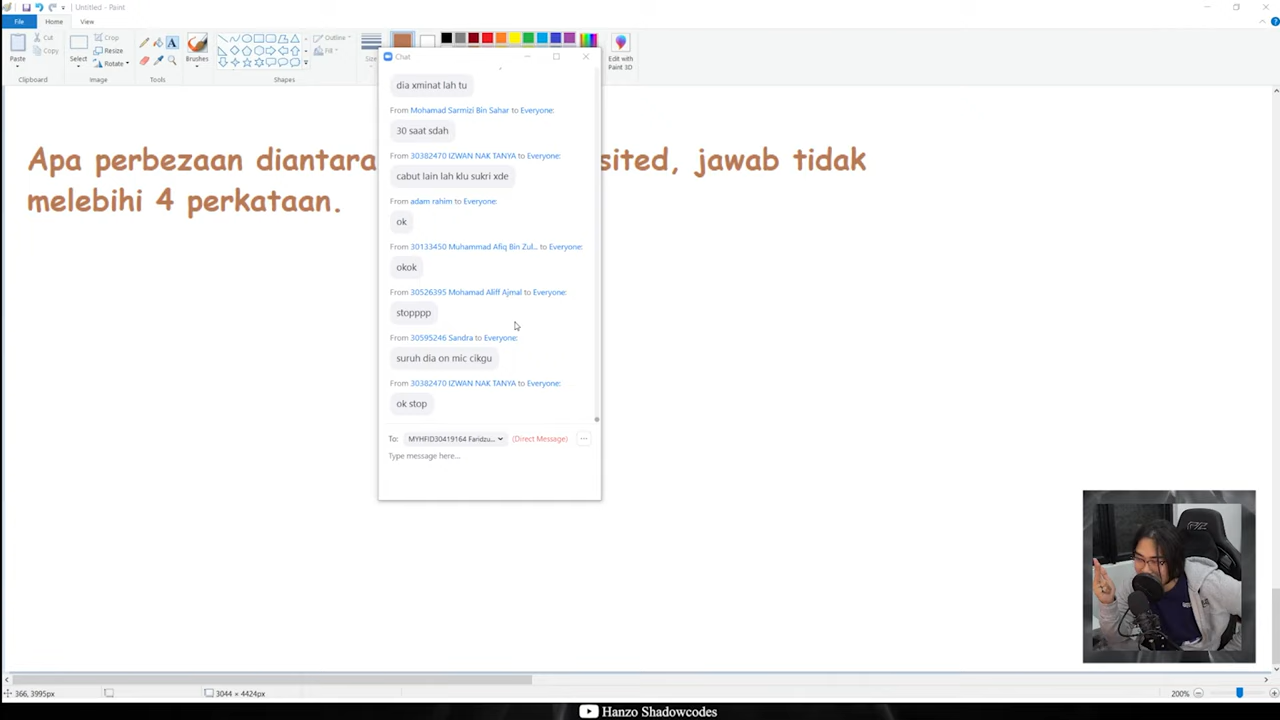 Untitled - Paint
File
Home
View
Paste
Cut
Copy
Clipboard
Select
Crop
Resize
Rotate
Image
Tools
Brushes
Shapes
Outline
Fill
Size
Edit with
Paint 3D
Chat
dia xminat lah tu
From Mohamad Sarmizi Bin Sahar to Everyone:
30 saat sdah
From 30382470 IZWAN NAK TANYA to Everyone:
cabut lain lah klu sukri xde
From adam rahim to Everyone:
ok
From 30133450 Muhammad Afiq Bin Zul... to Everyone:
okok
From 30526395 Mohamad Aliff Ajmal to Everyone:
stopppp
From 30595246 Sandra to Everyone:
suruh dia on mic cikgu
From 30382470 IZWAN NAK TANYA to Everyone:
ok stop
To: MYHFID30419164 Faridzu... (Direct Message)
Type message here...
Apa perbezaan diantara sited, jawab tidak
melebihi 4 perkataan.
366, 3995px
3044 × 4424px
200%
Hanzo Shadowcodes